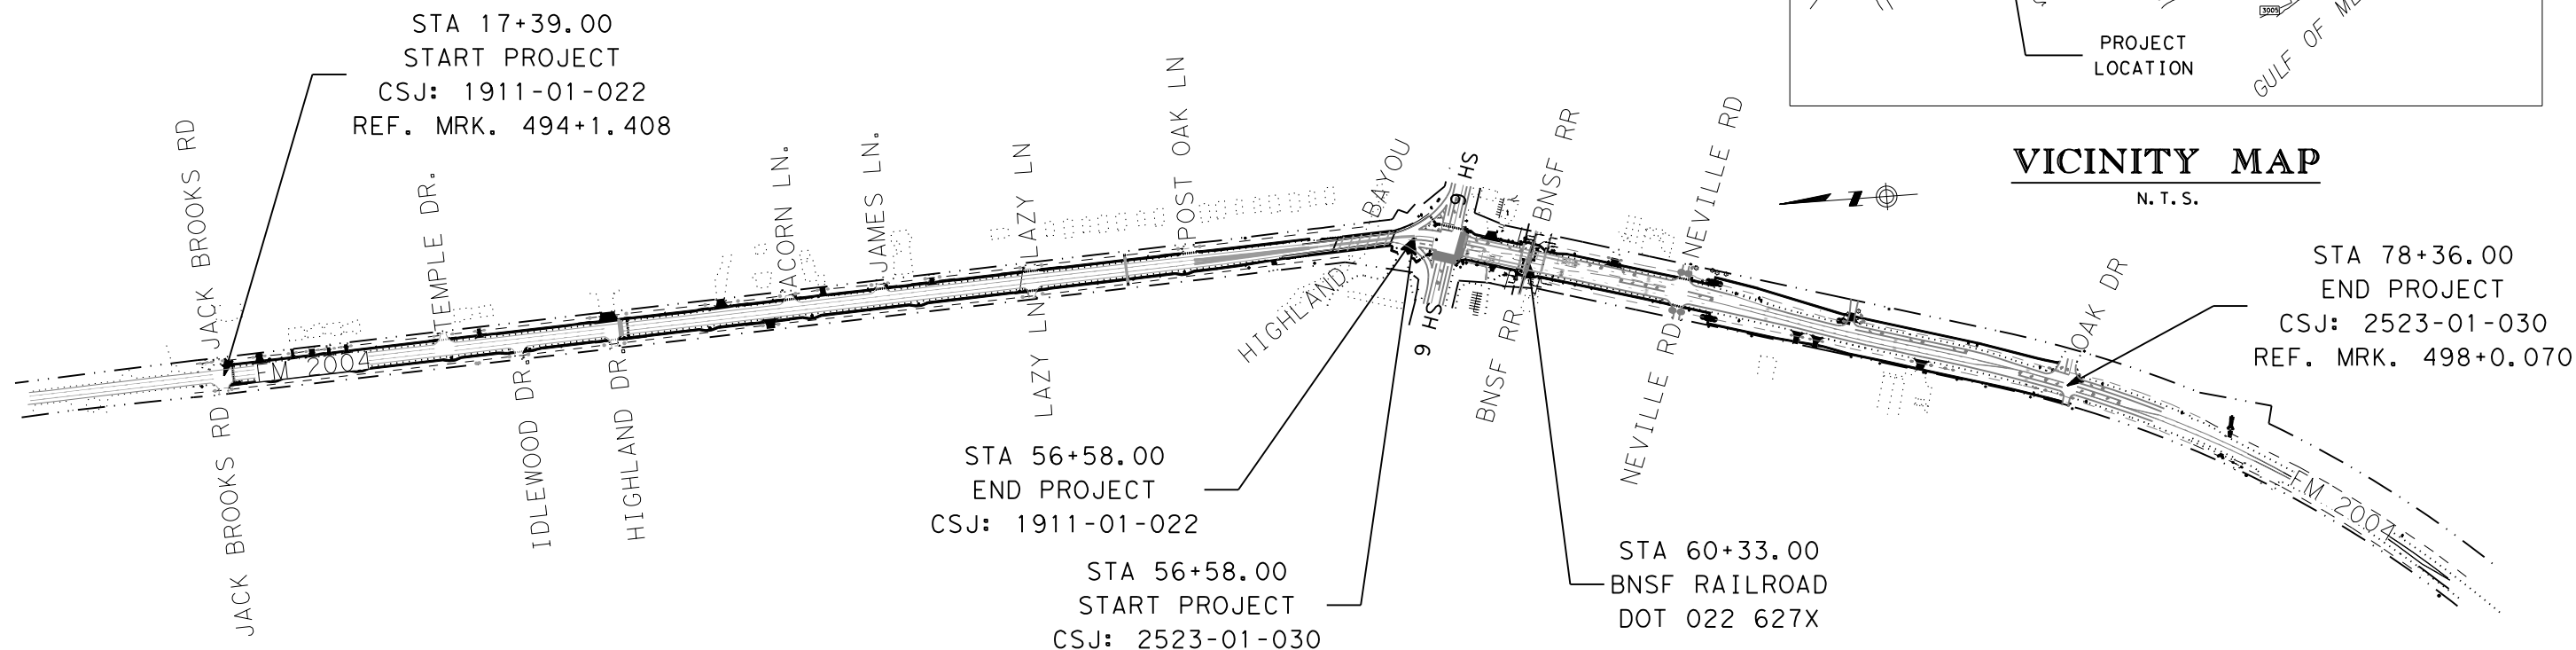 STA 17+39.00
START PROJECT
CSJ: 1911-01-022
REF. MRK. 494+1.408
PROJECT
LOCATION
3005
GULF OF
VICINITY MAP
N.T.S.
STA 78+36.00
END PROJECT
CSJ: 2523-01-030
REF. MRK. 498+0.070
JACK BROOKS RD
TEMPLE DR.
ACORN LN.
JAMES LN.
LAZY LN
POST OAK LN
HIGHLAND BAYOU
SH 6
BNSF RR
NEVILLE RD
OAK DR
FM 2004
JACK BROOKS RD
IDLEWOOD DR.
HIGHLAND DR.
LAZY LN
SH 6
BNSF RR
NEVILLE RD
FM 2004
STA 56+58.00
END PROJECT
CSJ: 1911-01-022
STA 56+58.00
START PROJECT
CSJ: 2523-01-030
STA 60+33.00
BNSF RAILROAD
DOT 022 627X